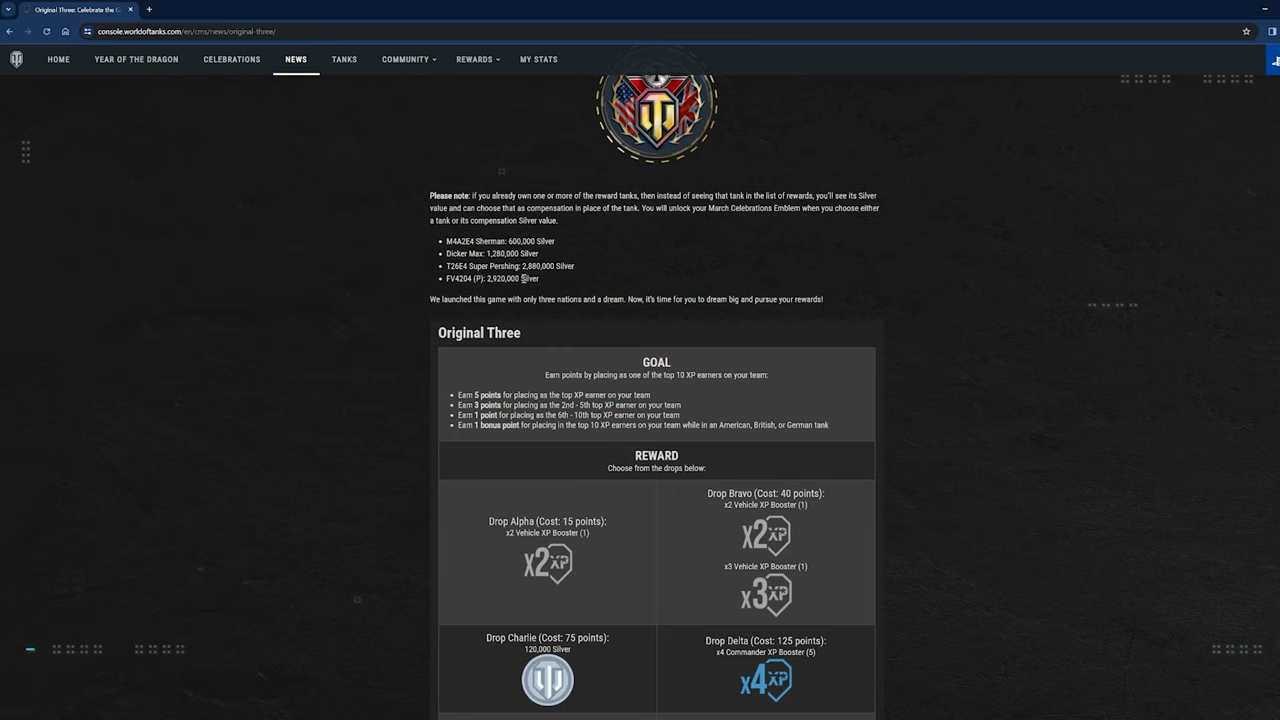 Original Three: Celebrate the G
console.worldoftanks.com/en/cms/news/original-three/
HOME
YEAR OF THE DRAGON
CELEBRATIONS
NEWS
TANKS
COMMUNITY
REWARDS
MY STATS
Please note: if you already own one or more of the reward tanks, then instead of seeing that tank in the list of rewards, you'll see its Silver
value and can choose that as compensation in place of the tank. You will unlock your March Celebrations Emblem when you choose either
a tank or its compensation Silver value.
• M4A2E4 Sherman: 600,000 Silver
• Dicker Max: 1,280,000 Silver
• T26E4 Super Pershing: 2,880,000 Silver
• FV4204 (P): 2,920,000 Silver
We launched this game with only three nations and a dream. Now, it's time for you to dream big and pursue your rewards!
Original Three
GOAL
Earn points by placing as one of the top 10 XP earners on your team:
• Earn 5 points for placing as the top XP earner on your team
• Earn 3 points for placing as the 2nd - 5th top XP earner on your team
• Earn 1 point for placing as the 6th - 10th top XP earner on your team
• Earn 1 bonus point for placing in the top 10 XP earners on your team while in an American, British, or German tank
REWARD
Choose from the drops below:
Drop Alpha (Cost: 15 points):
x2 Vehicle XP Booster (1)
x2 XP
Drop Bravo (Cost: 40 points):
x2 Vehicle XP Booster (1)
x2 XP
x3 Vehicle XP Booster (1)
x3 XP
Drop Charlie (Cost: 75 points):
120,000 Silver
Drop Delta (Cost: 125 points):
x4 Commander XP Booster (5)
x4 XP